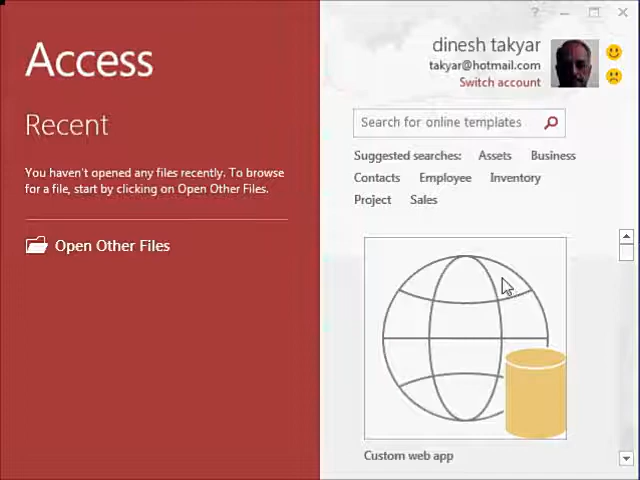 ?
Access
dinesh takyar
takyar@hotmail.com
Switch account
Recent
Search for online templates
Suggested searches: Assets Business
Contacts Employee Inventory
Project Sales
You haven't opened any files recently. To browse
for a file, start by clicking on Open Other Files.
Open Other Files
Custom web app